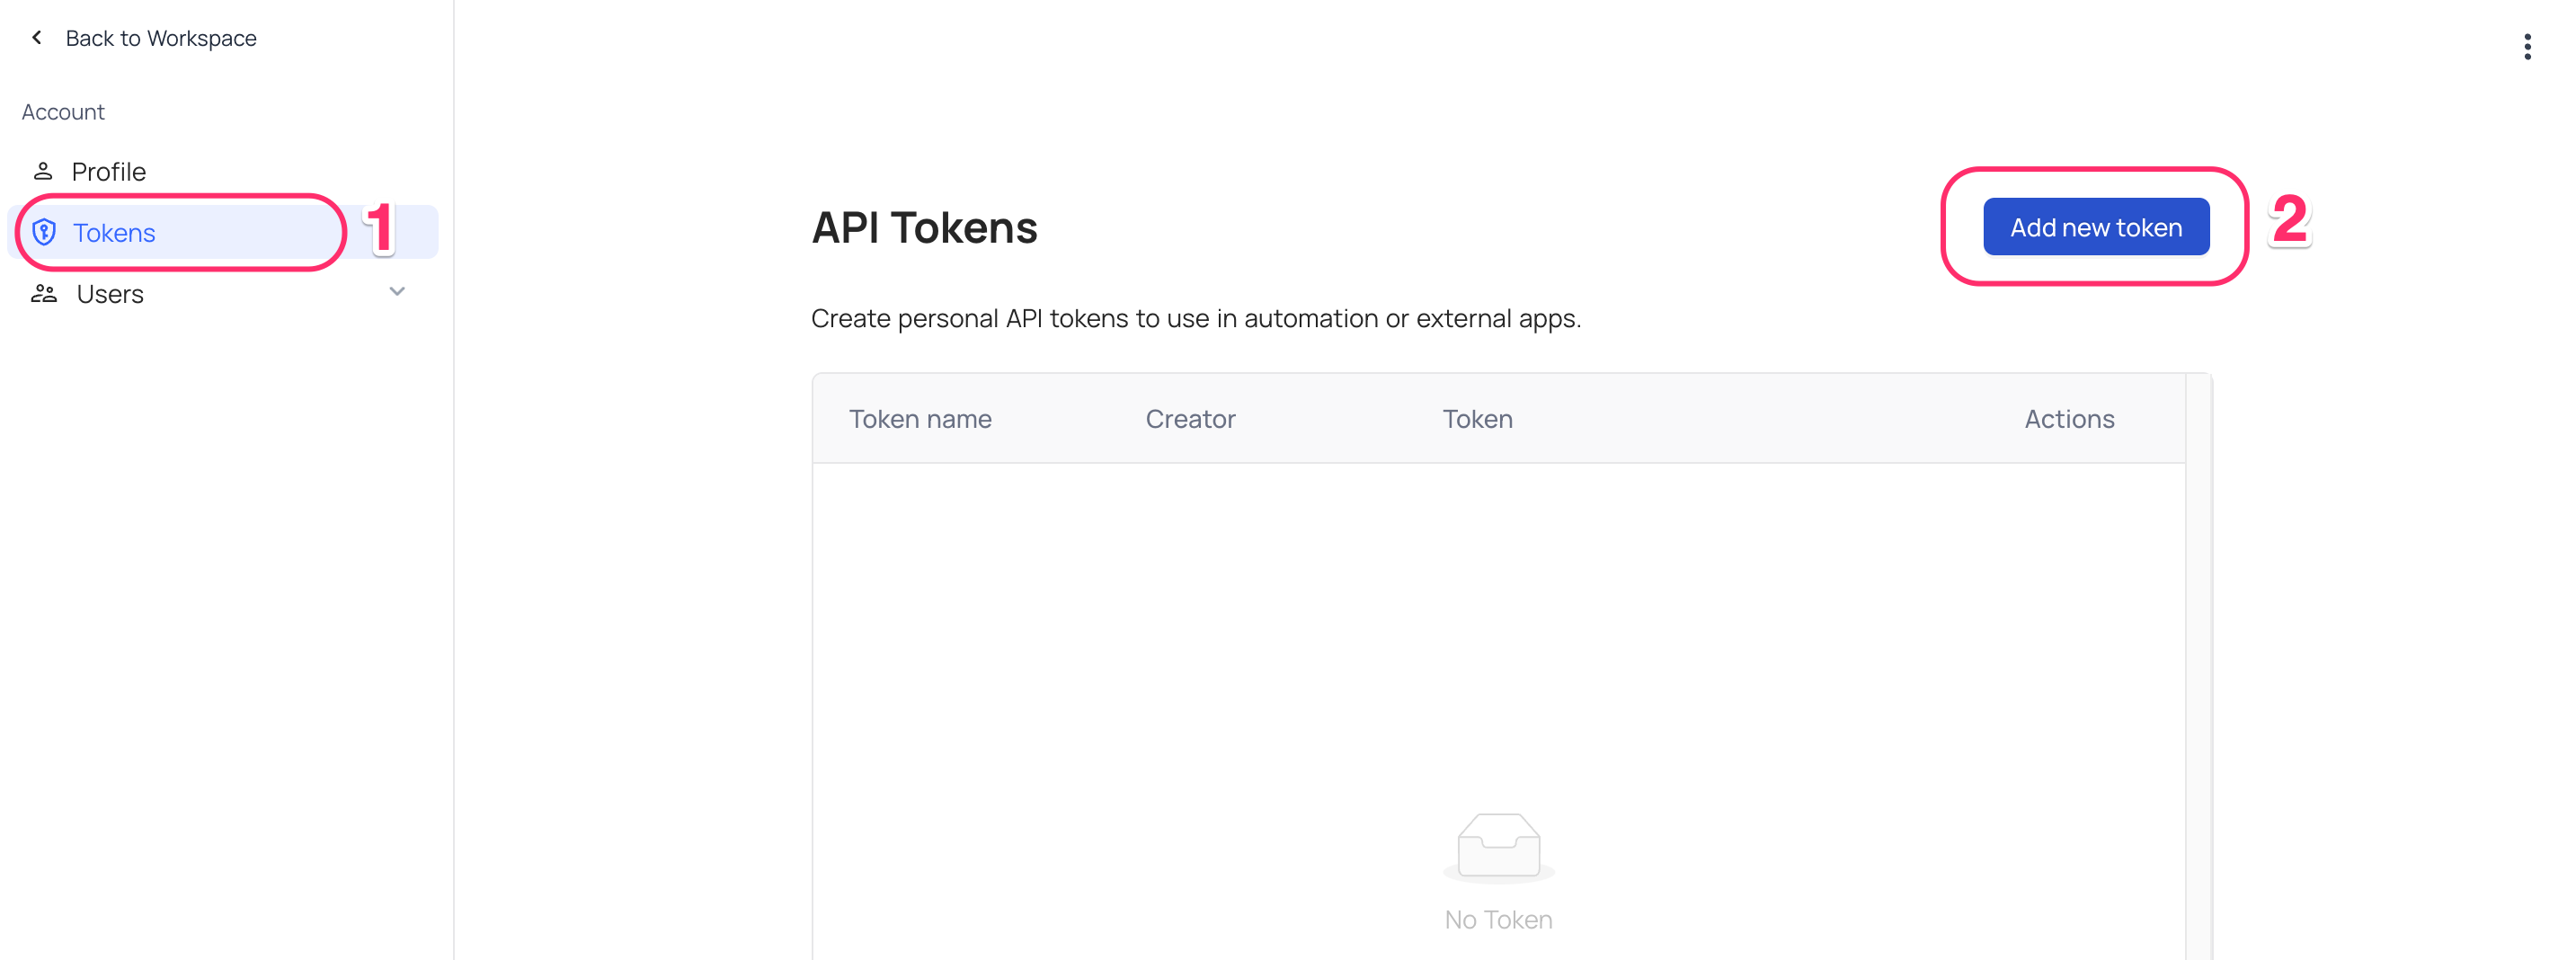 Back to Workspace
Account
Profile
Tokens
1
Users
API Tokens
Add new token
2
Create personal API tokens to use in automation or external apps.
Token name Creator Token Actions
No Token